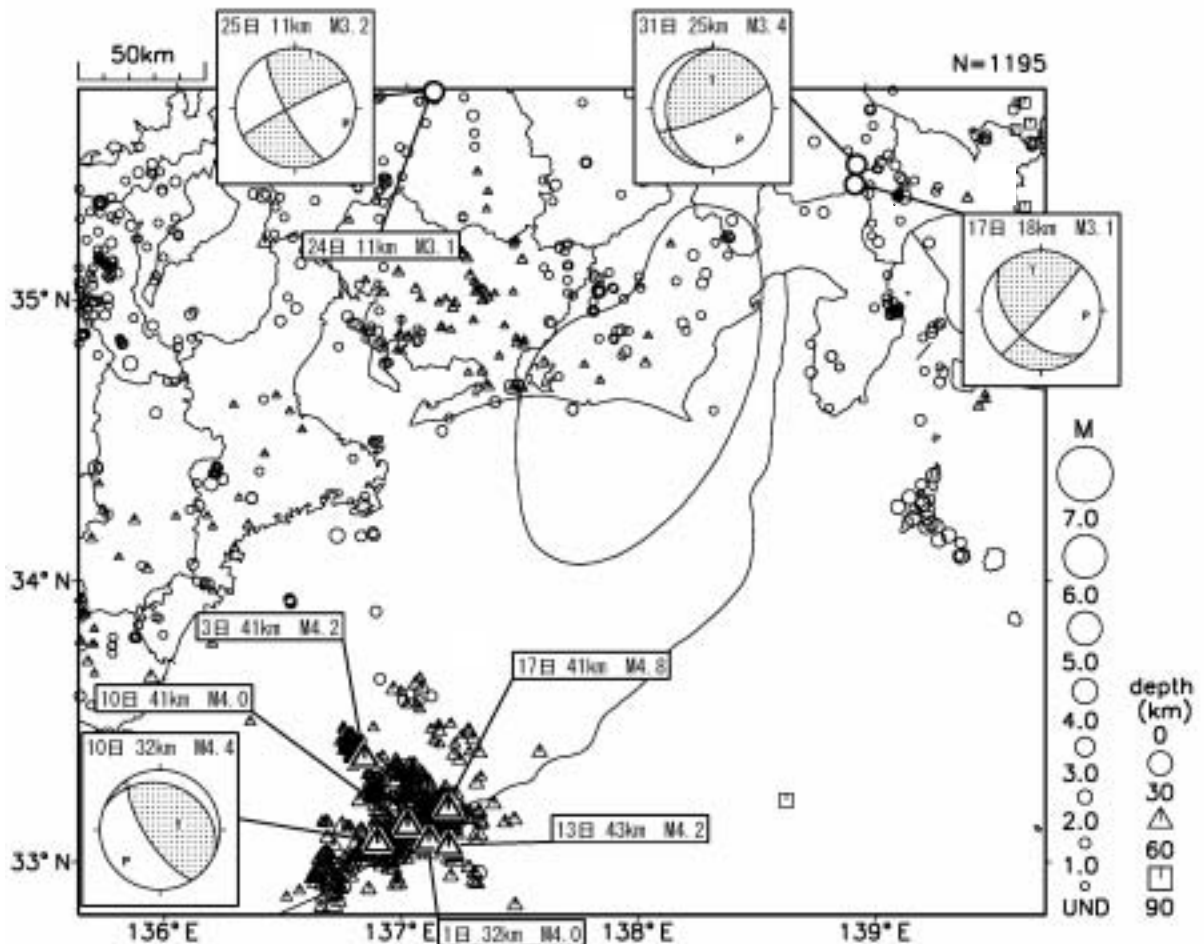 25日 11km M3.2
31日 25km M3.4
50km
N=1195
T
P
T
P
24日 11km M3.1
17日 18km M3.1
T
P
35°N
M
7.0
6.0
5.0
4.0
3.0
2.0
1.0
UND
34°N
3日 41km M4.2
17日 41km M4.8
10日 41km M4.0
10日 32km M4.4
T
P
13日 43km M4.2
depth
(km)
0
30
60
90
33°N
1日 32km M4.0
136°E
137°E
138°E
139°E